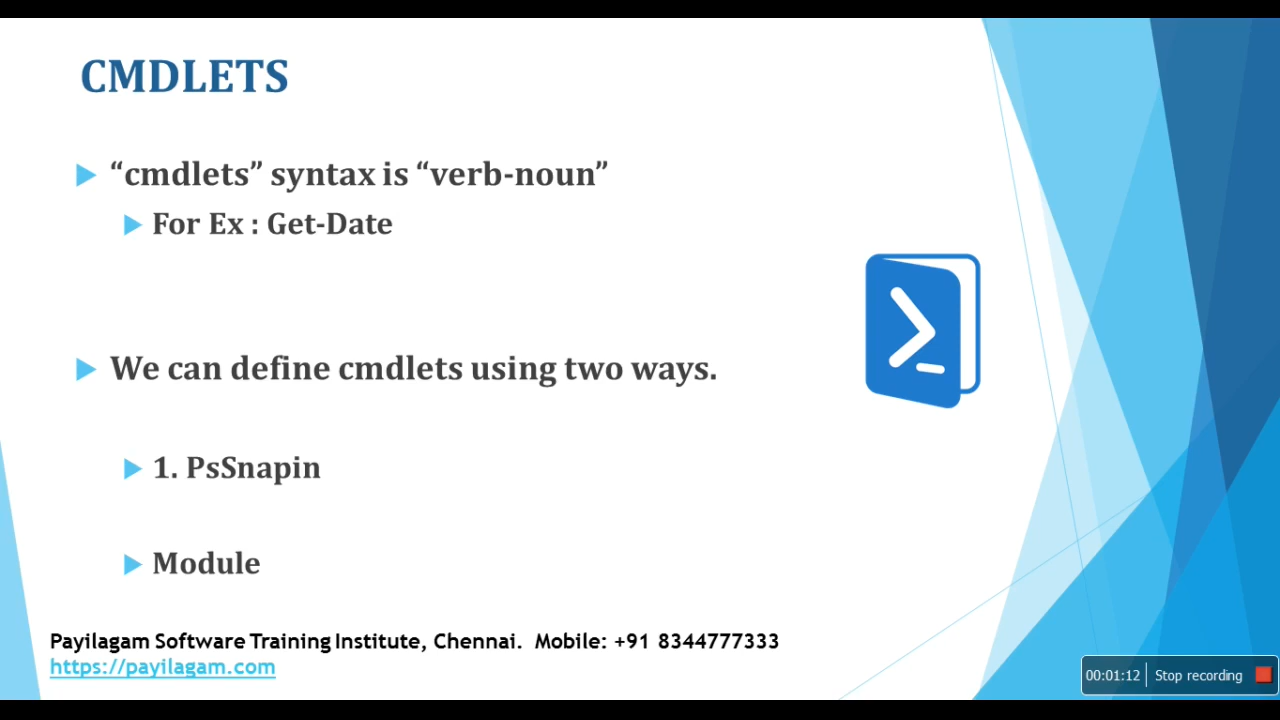 CMDLETS
“cmdlets” syntax is “verb-noun”
For Ex : Get-Date
We can define cmdlets using two ways.
1. PsSnapin
Module
Payilagam Software Training Institute, Chennai.  Mobile: +91 8344777333
https://payilagam.com
00:01:12 Stop recording